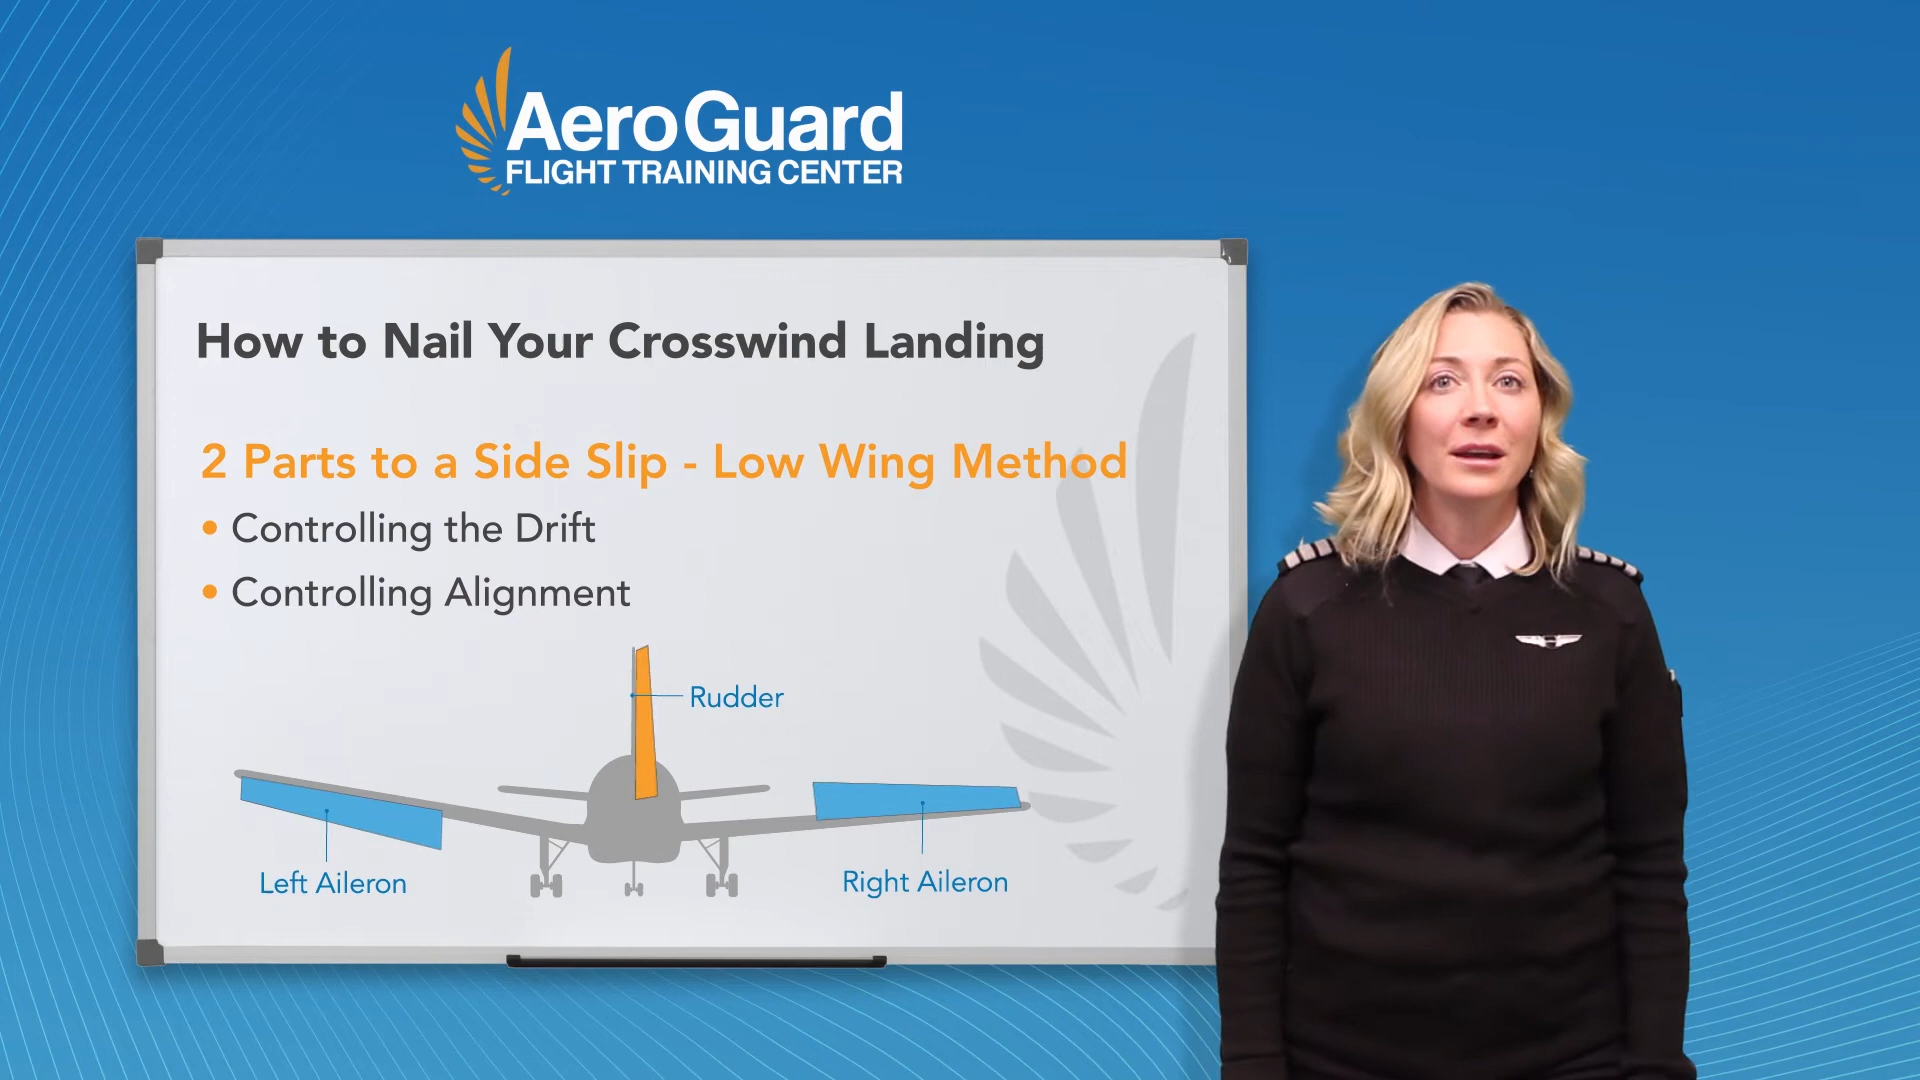 AeroGuard
FLIGHT TRAINING CENTER
How to Nail Your Crosswind Landing
2 Parts to a Side Slip - Low Wing Method
• Controlling the Drift
• Controlling Alignment
Rudder
Left Aileron
Right Aileron